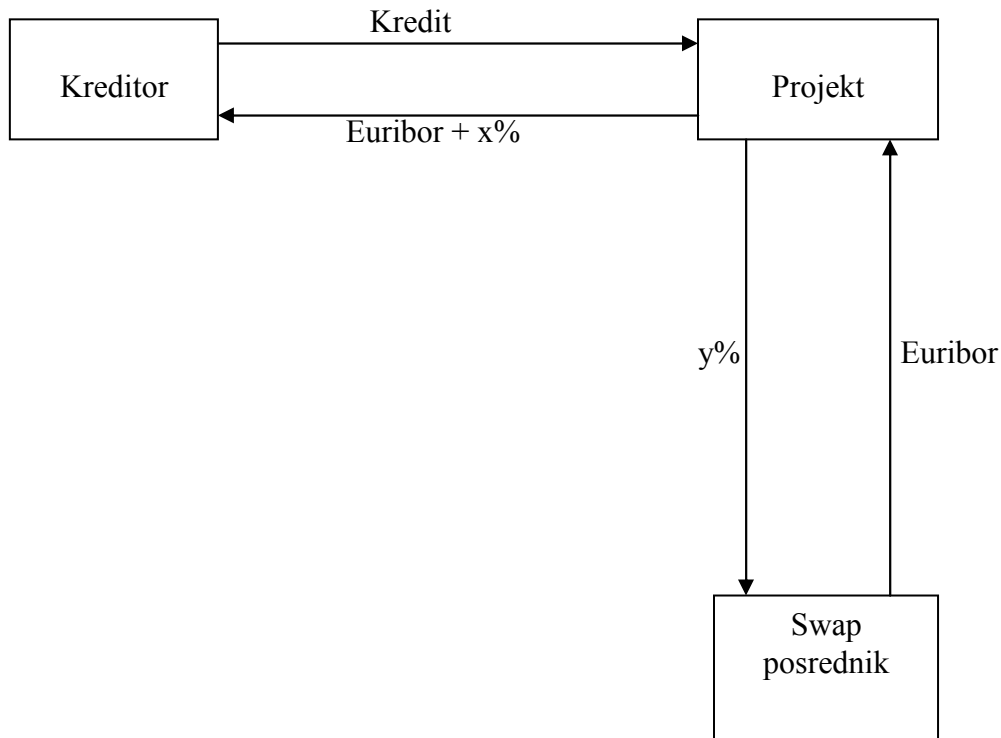 Kredit
Kreditor
Projekt
Euribor + x%
y%
Euribor
Swap
posrednik